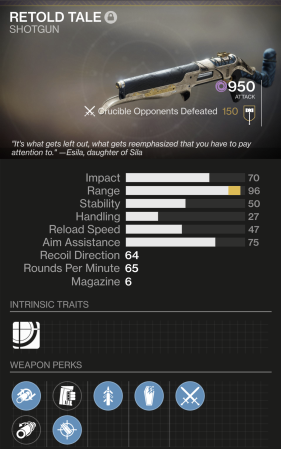 RETOLD TALE
SHOTGUN
950
ATTACK
Crucible Opponents Defeated 150
"It's what gets left out, what gets reemphasized that you have to pay
attention to." —Esila, daughter of Sila
Impact 70
Range 96
Stability 50
Handling 27
Reload Speed 47
Aim Assistance 75
Recoil Direction 64
Rounds Per Minute 65
Magazine 6
INTRINSIC TRAITS
WEAPON PERKS